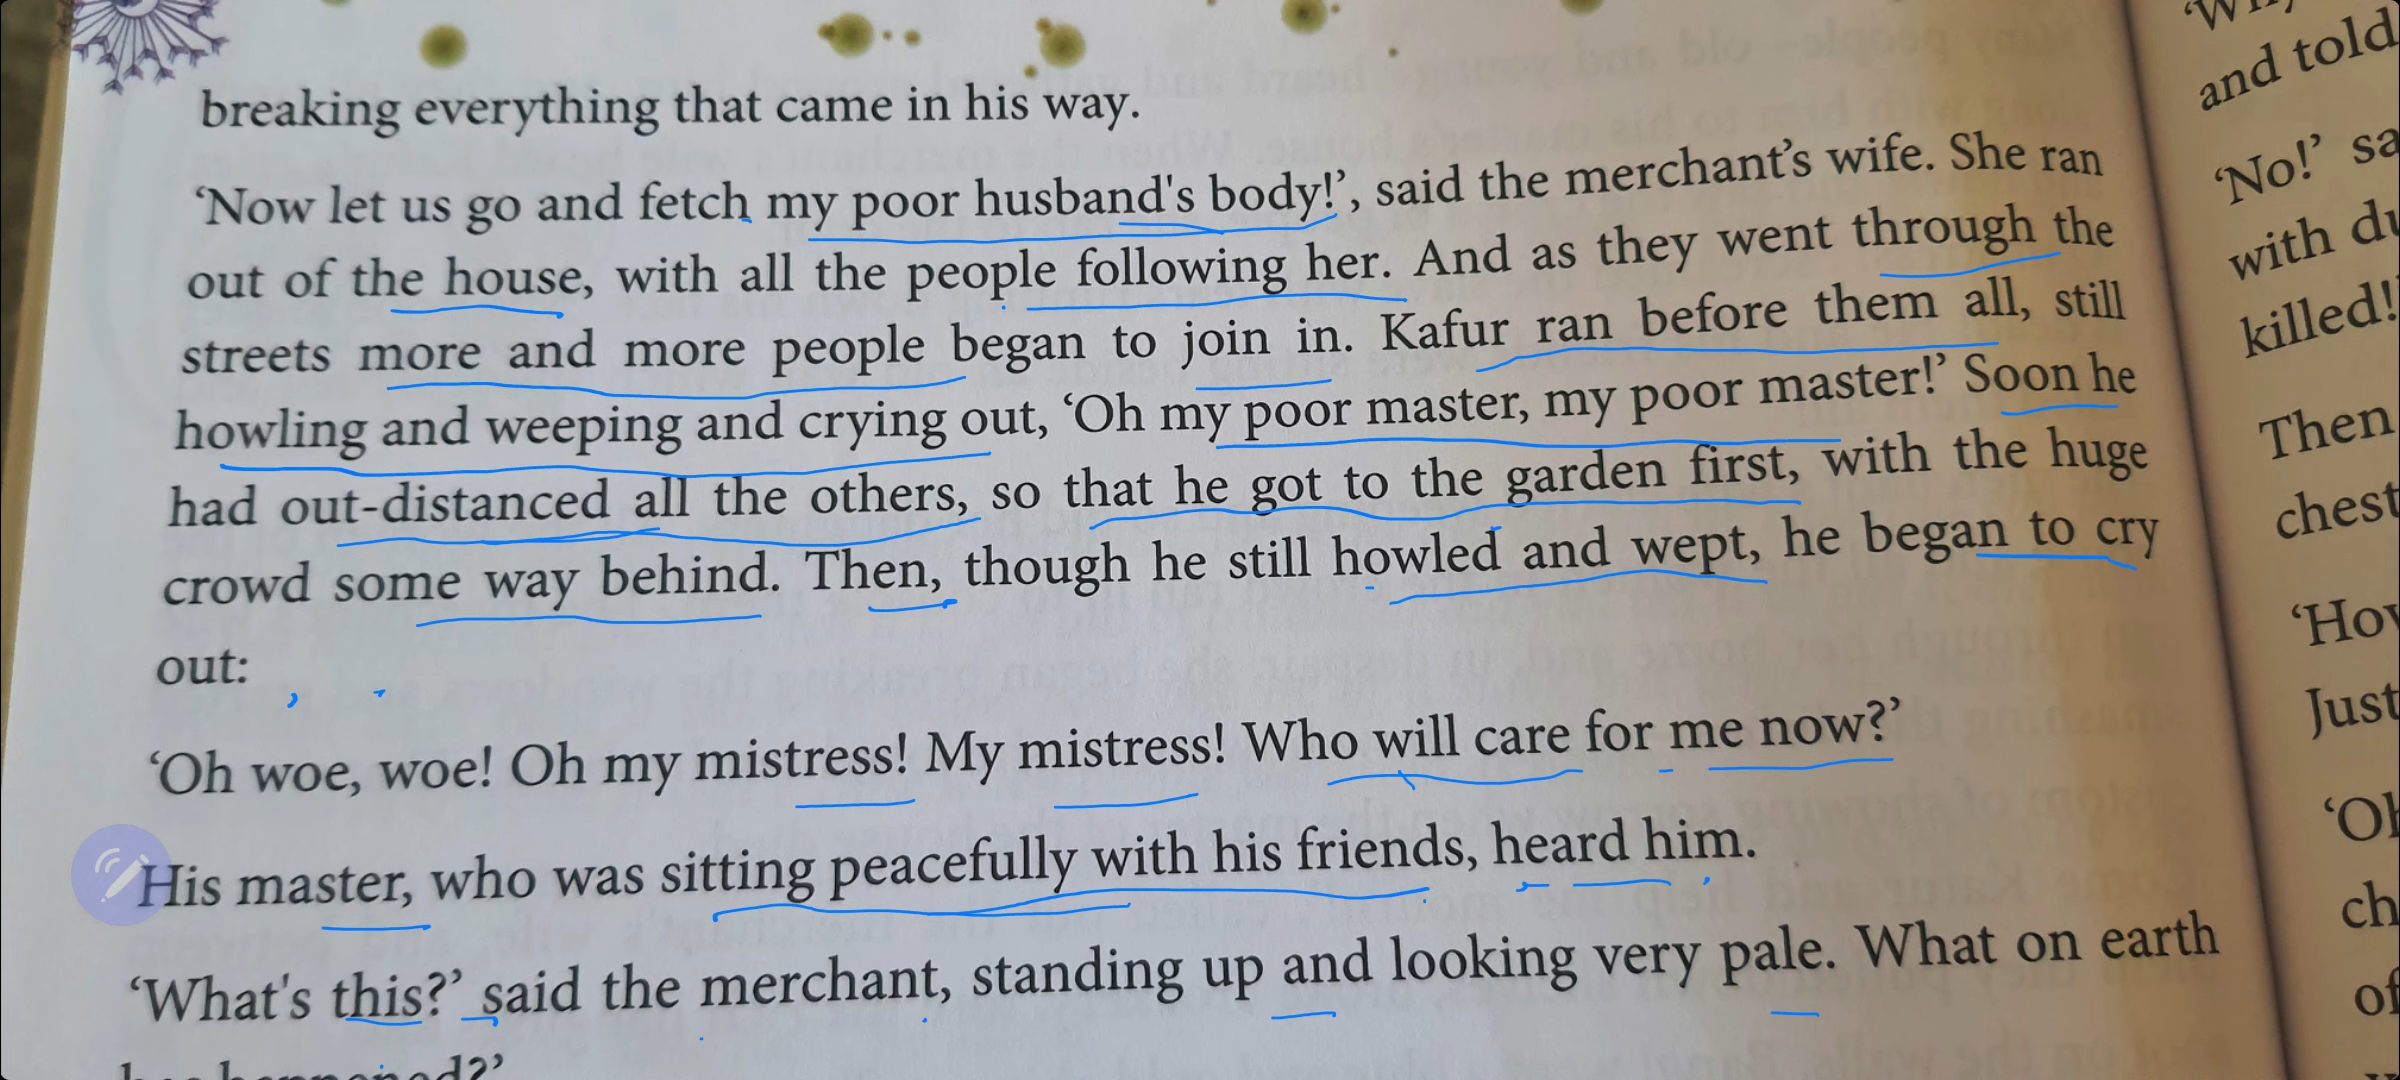 breaking everything that came in his way.
‘Now let us go and fetch my poor husband's body!’, said the merchant’s wife. She ran
out of the house, with all the people following her. And as they went through the
streets more and more people began to join in. Kafur ran before them all, still
howling and weeping and crying out, ‘Oh my poor master, my poor master!’ Soon he
had out-distanced all the others, so that he got to the garden first, with the huge
crowd some way behind. Then, though he still howled and wept, he began to cry
out:
‘Oh woe, woe! Oh my mistress! My mistress! Who will care for me now?’
His master, who was sitting peacefully with his friends, heard him.
‘What's this?’ said the merchant, standing up and looking very pale. What on earth
and told
‘No!’
with
killed!
Then
chest
Just